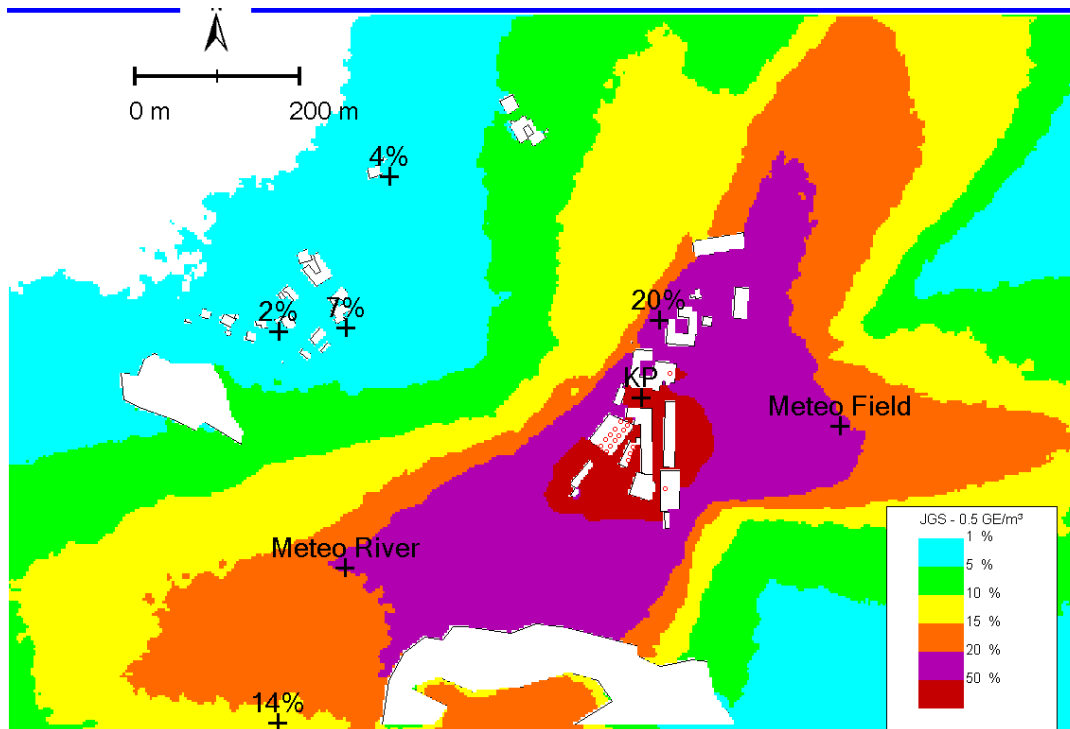 0 m 200 m
4%
2% 7%
20%
KP
Meteo Field
Meteo River
14%
JGS - 0.5 GE/m³
1 %
5 %
10 %
15 %
20 %
50 %